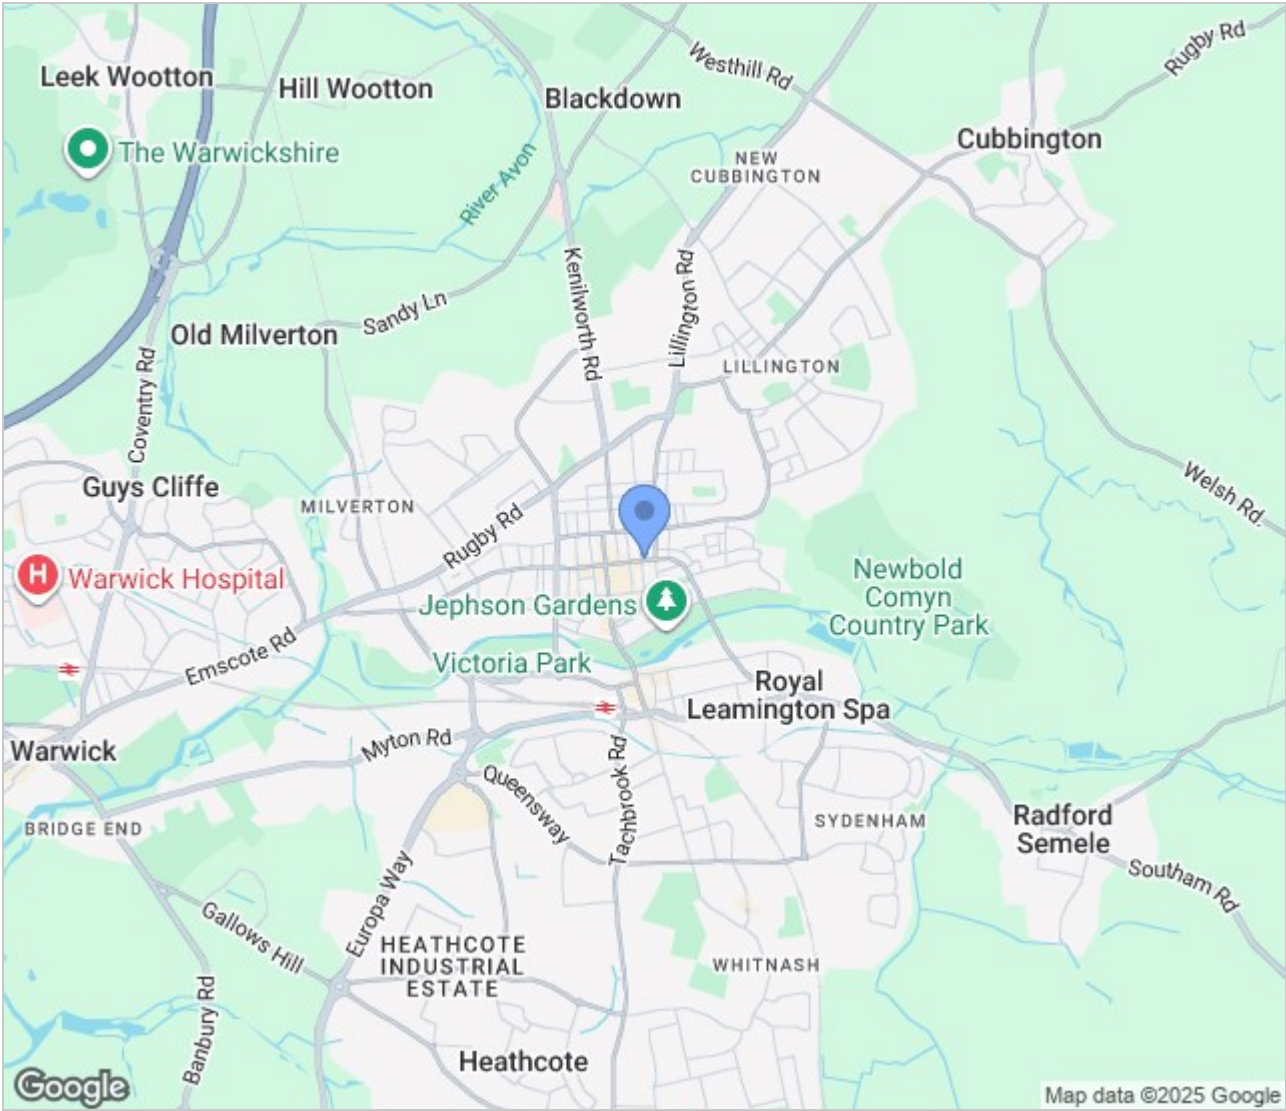 Rugby Rd
Westhill Rd
Leek Wootton
Hill Wootton
Blackdown
Cubbington
The Warwickshire
NEW
CUBBINGTON
River Avon
Kenilworth Rd
Lillington Rd
Sandy Ln
Old Milverton
Coventry Rd
LILLINGTON
Guys Cliffe
MILVERTON
Welsh Rd.
Rugby Rd
H
Warwick Hospital
Newbold
Comyn
Country Park
Jephson Gardens
Emscote Rd
Victoria Park
Royal
Leamington Spa
Warwick
Myton Rd
Queensway
Tachbrook Rd
BRIDGE END
SYDENHAM
Radford
Semele
Southam Rd
Europa Way
Gallows Hill
HEATHCOTE
INDUSTRIAL
ESTATE
WHITNASH
Banbury Rd
Heathcote
Google
Map data ©2025 Google